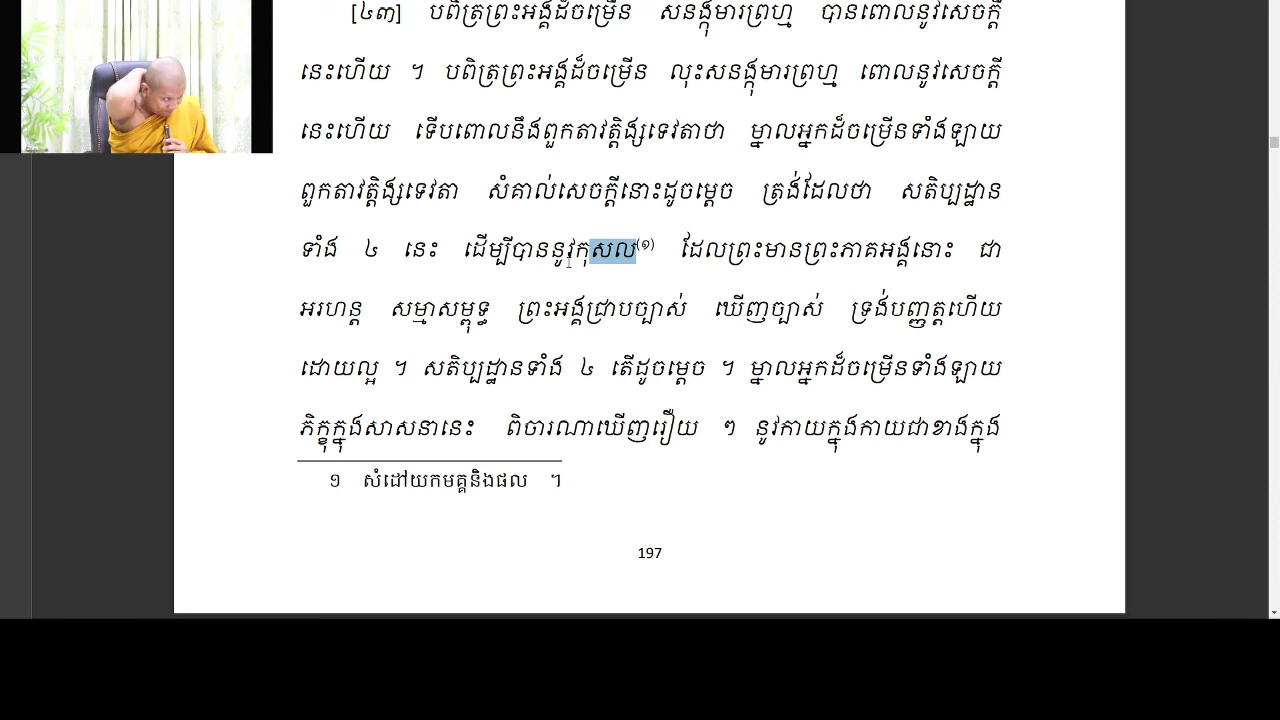 [៤៣] បពិត្រព្រះអង្គដ៏ចម្រើន សនង្កុមារព្រហ្ម បានពោលនូវសេចក្តី
នេះហើយ ។ បពិត្រព្រះអង្គដ៏ចម្រើន លុះសនង្កុមារព្រហ្ម ពោលនូវសេចក្តី
នេះហើយ ទើបពោលនឹងពួកតាវត្តិង្សទេវតាថា ម្នាលអ្នកដ៏ចម្រើនទាំងឡាយ
ពួកតាវត្តិង្សទេវតា សំគាល់សេចក្តីនោះដូចម្តេច ត្រង់ដែលថា សតិប្បដ្ឋាន
ទាំង ៤ នេះ ដើម្បីបាននូវកុសល(១) ដែលព្រះមានព្រះភាគអង្គនោះ ជា
អរហន្ត សម្មាសម្ពុទ្ធ ព្រះអង្គជ្រាបច្បាស់ ឃើញច្បាស់ ទ្រង់បញ្ញត្តហើយ
ដោយល្អ ។ សតិប្បដ្ឋានទាំង ៤ តើដូចម្តេច ។ ម្នាលអ្នកដ៏ចម្រើនទាំងឡាយ
ភិក្ខុក្នុងសាសនានេះ ពិចារណាឃើញរឿយ ៗ នូវកាយក្នុងកាយជាខាងក្នុង
១ សំដៅយកមគ្គនិងផល ។
197